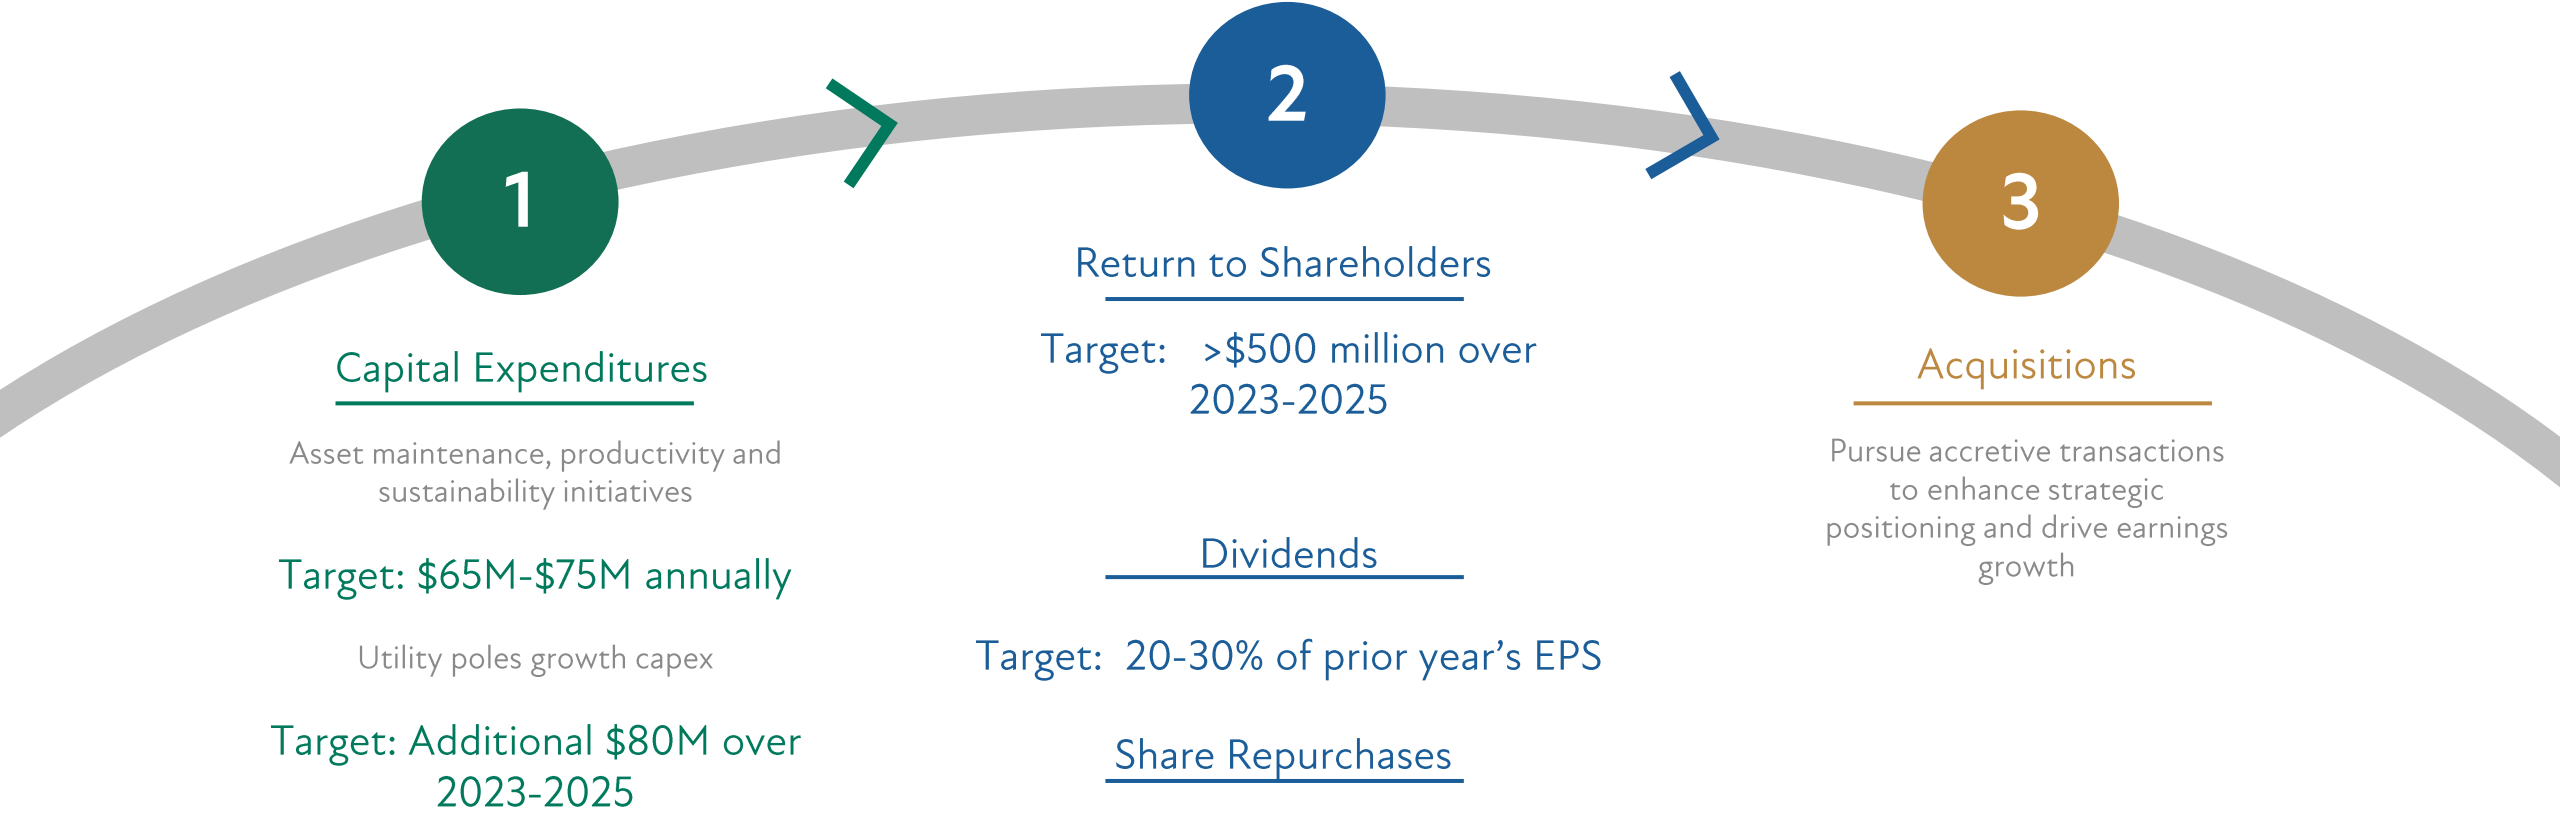 1
Capital Expenditures
Asset maintenance, productivity and
sustainability initiatives
Target: $65M-$75M annually
Utility poles growth capex
Target: Additional $80M over
2023-2025
2
Return to Shareholders
Target: >$500 million over
2023-2025
Dividends
Target: 20-30% of prior year’s EPS
Share Repurchases
3
Acquisitions
Pursue accretive transactions
to enhance strategic
positioning and drive earnings
growth